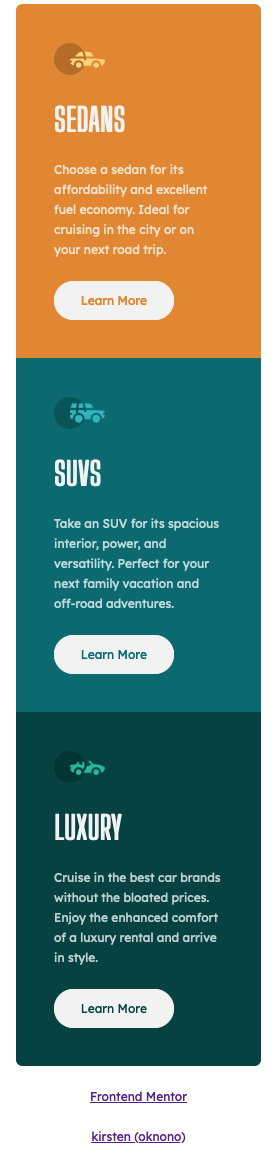 SEDANS
Choose a sedan for its
affordability and excellent
fuel economy. Ideal for
cruising in the city or on
your next road trip.
Learn More
SUVS
Take an SUV for its spacious
interior, power, and
versatility. Perfect for your
next family vacation and
off-road adventures.
Learn More
LUXURY
Cruise in the best car brands
without the bloated prices.
Enjoy the enhanced comfort
of a luxury rental and arrive
in style.
Learn More
Frontend Mentor
kirsten (oknono)